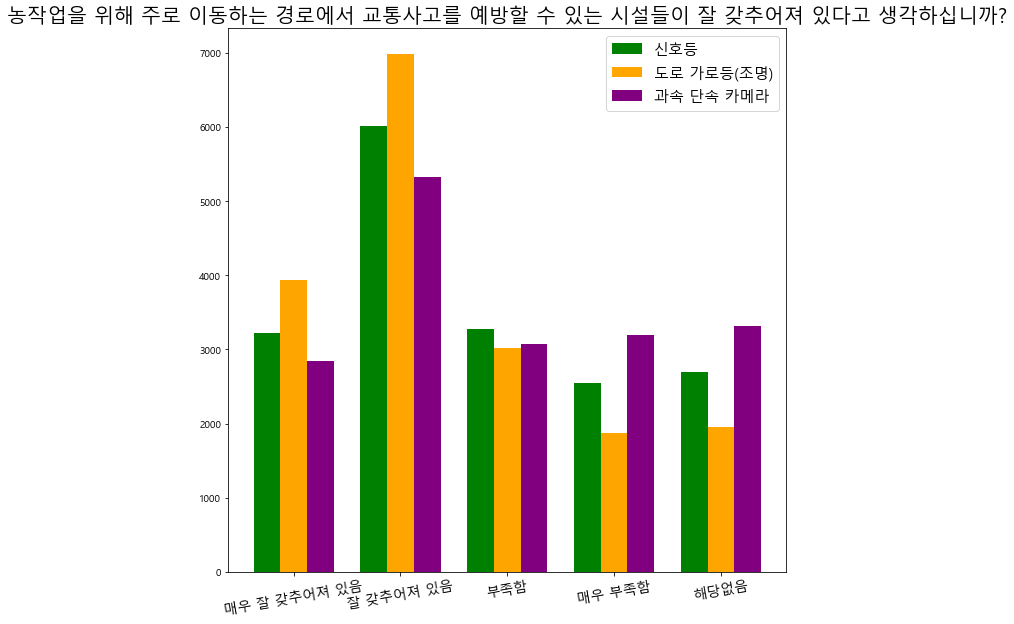 농작업을 위해 주로 이동하는 경로에서 교통사고를 예방할 수 있는 시설들이 잘 갖추어져 있다고 생각하십니까?
신호등
도로 가로등(조명)
과속 단속 카메라
7000
6000
5000
4000
3000
2000
1000
0
매우 잘 갖추어져 있음
잘 갖추어져 있음
부족함
매우 부족함
해당없음